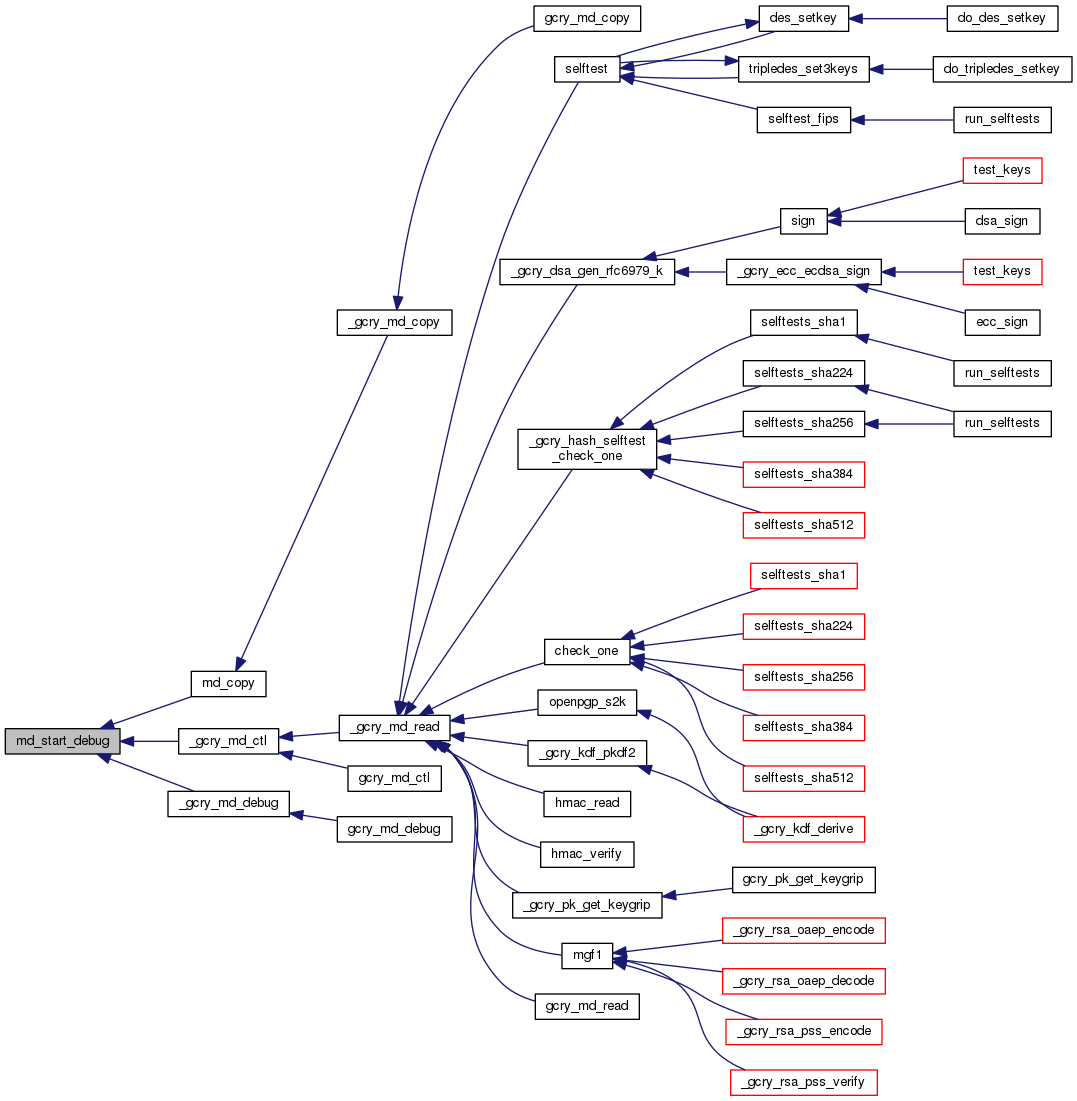 gcry_md_copy
des_setkey
do_des_setkey
selftest
tripledes_set3keys
do_tripledes_setkey
selftest_fips
run_selftests
test_keys
sign
dsa_sign
_gcry_dsa_gen_rfc6979_k
_gcry_ecc_ecdsa_sign
test_keys
_gcry_md_copy
selftests_sha1
ecc_sign
selftests_sha224
run_selftests
selftests_sha256
run_selftests
_gcry_hash_selftest
_check_one
selftests_sha384
selftests_sha512
selftests_sha1
selftests_sha224
check_one
selftests_sha256
md_copy
openpgp_s2k
selftests_sha384
md_start_debug
_gcry_md_ctl
_gcry_md_read
_gcry_kdf_pkdf2
gcry_md_ctl
selftests_sha512
_gcry_md_debug
hmac_read
gcry_md_debug
_gcry_kdf_derive
hmac_verify
gcry_pk_get_keygrip
_gcry_pk_get_keygrip
_gcry_rsa_oaep_encode
mgf1
_gcry_rsa_oaep_decode
gcry_md_read
_gcry_rsa_pss_encode
_gcry_rsa_pss_verify